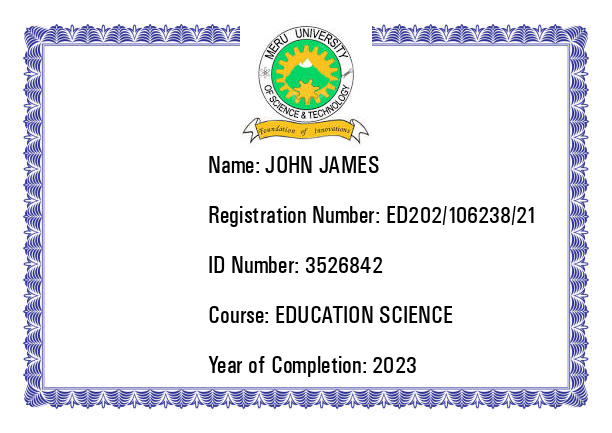 MERU UNIVERSITY
OF SCIENCE & TECHNOLOGY
Foundation of Innovations
Name: JOHN JAMES
Registration Number: ED202/106238/21
ID Number: 3526842
Course: EDUCATION SCIENCE
Year of Completion: 2023